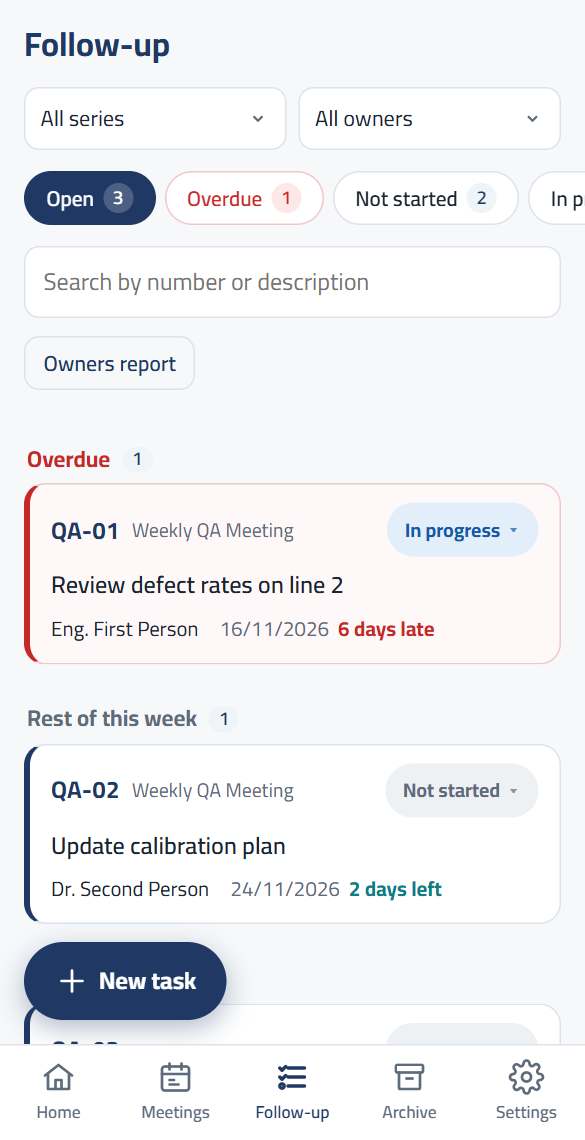 Follow-up
All series
All owners
Open 3
Overdue 1
Not started 2
Search by number or description
Owners report
Overdue 1
QA-01 Weekly QA Meeting In progress
Review defect rates on line 2
Eng. First Person 16/11/2026 6 days late
Rest of this week 1
QA-02 Weekly QA Meeting Not started
Update calibration plan
Dr. Second Person 24/11/2026 2 days left
New task
Home Meetings Follow-up Archive Settings